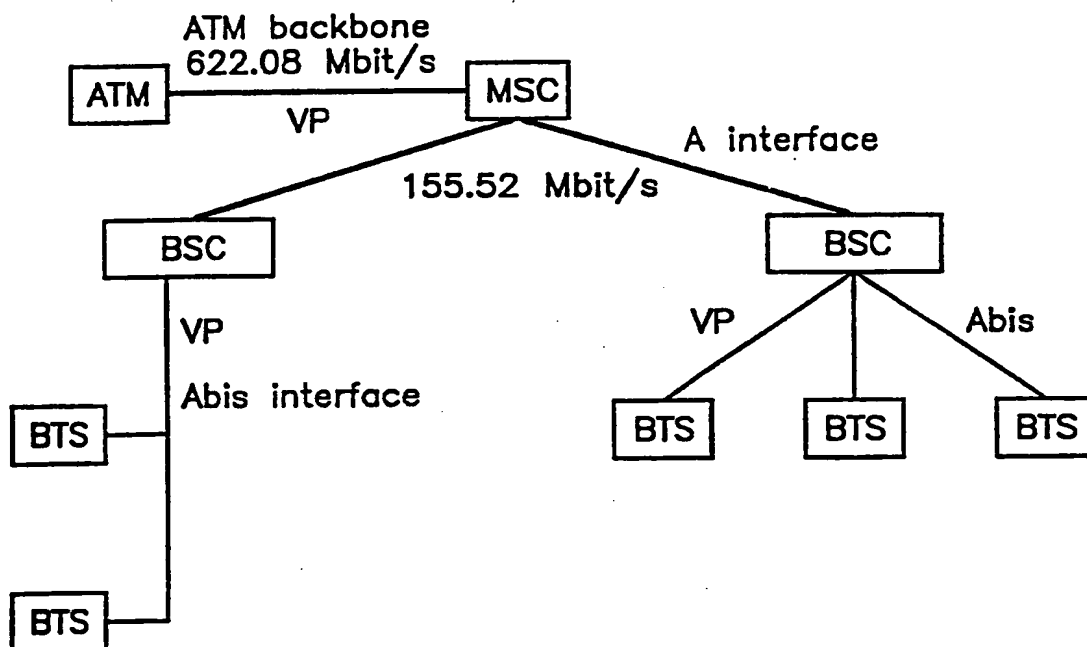 ATM backbone
622.08 Mbit/s
ATM
MSC
VP
A interface
155.52 Mbit/s
BSC
BSC
VP
VP
Abis
Abis interface
BTS
BTS
BTS
BTS
BTS